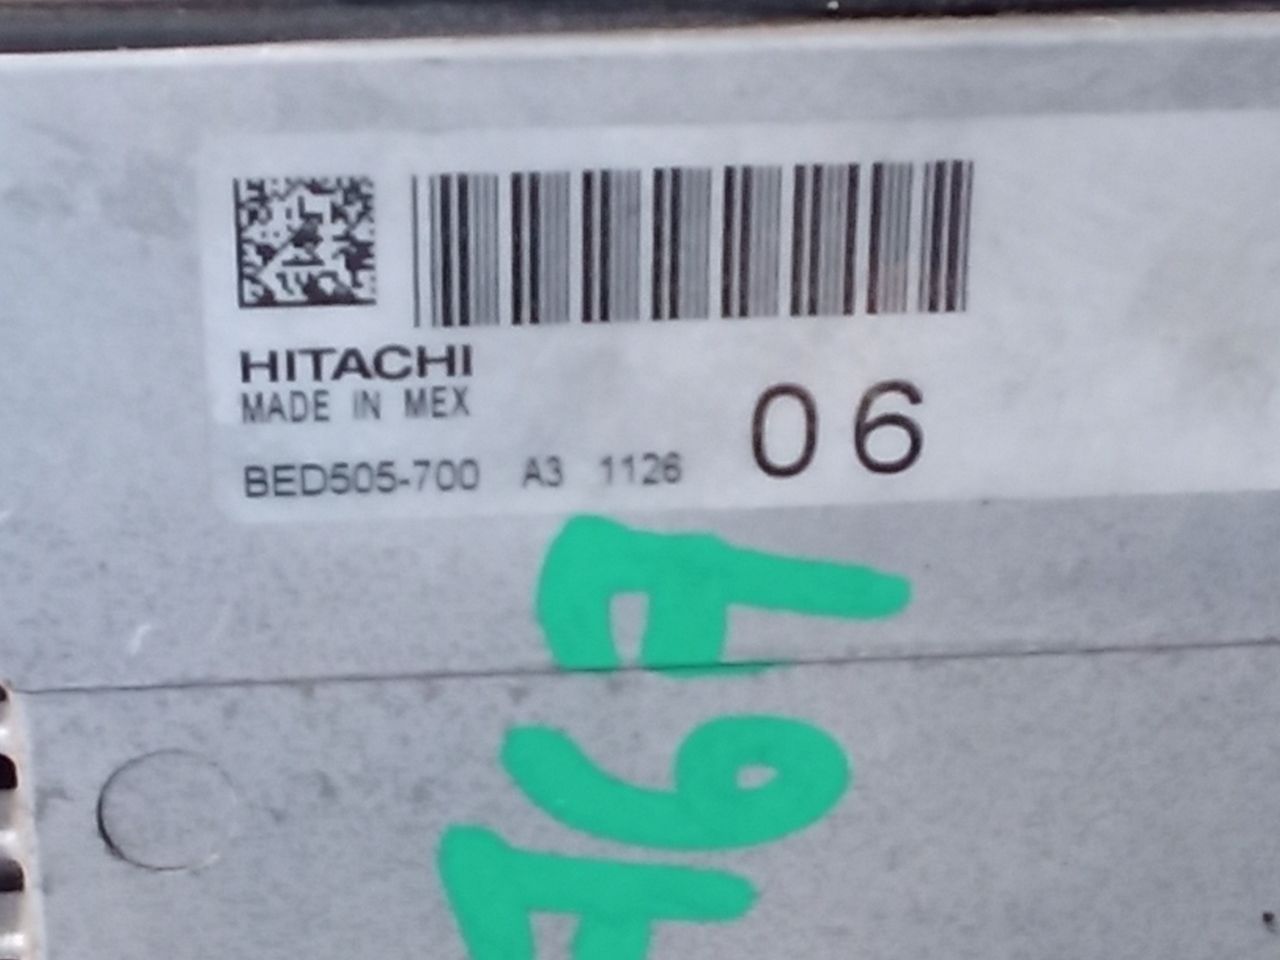 HITACHI
MADE IN MEX
BED505-700 A3 1126 06